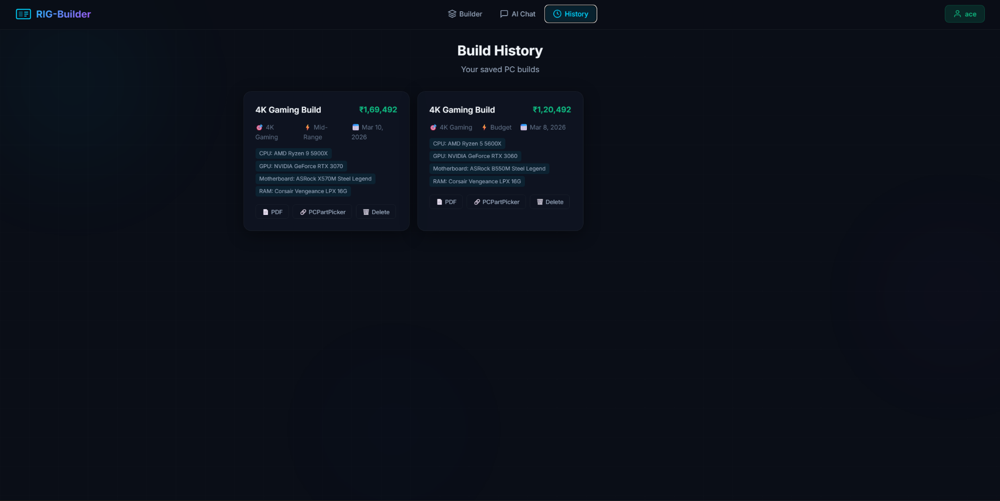 RIG-Builder
Builder
AI Chat
History
ace
Build History
Your saved PC builds
4K Gaming Build ₹1,69,492
🎯 4K Gaming
⚡ Mid-Range
📅 Mar 10, 2026
CPU: AMD Ryzen 9 5900X
GPU: NVIDIA GeForce RTX 3070
Motherboard: ASRock X570M Steel Legend
RAM: Corsair Vengeance LPX 16G
PDF
PCPartPicker
Delete
4K Gaming Build ₹1,20,492
🎯 4K Gaming ⚡ Budget 📅 Mar 8, 2026
CPU: AMD Ryzen 5 5600X
GPU: NVIDIA GeForce RTX 3060
Motherboard: ASRock B550M Steel Legend
RAM: Corsair Vengeance LPX 16G
PDF
PCPartPicker
Delete